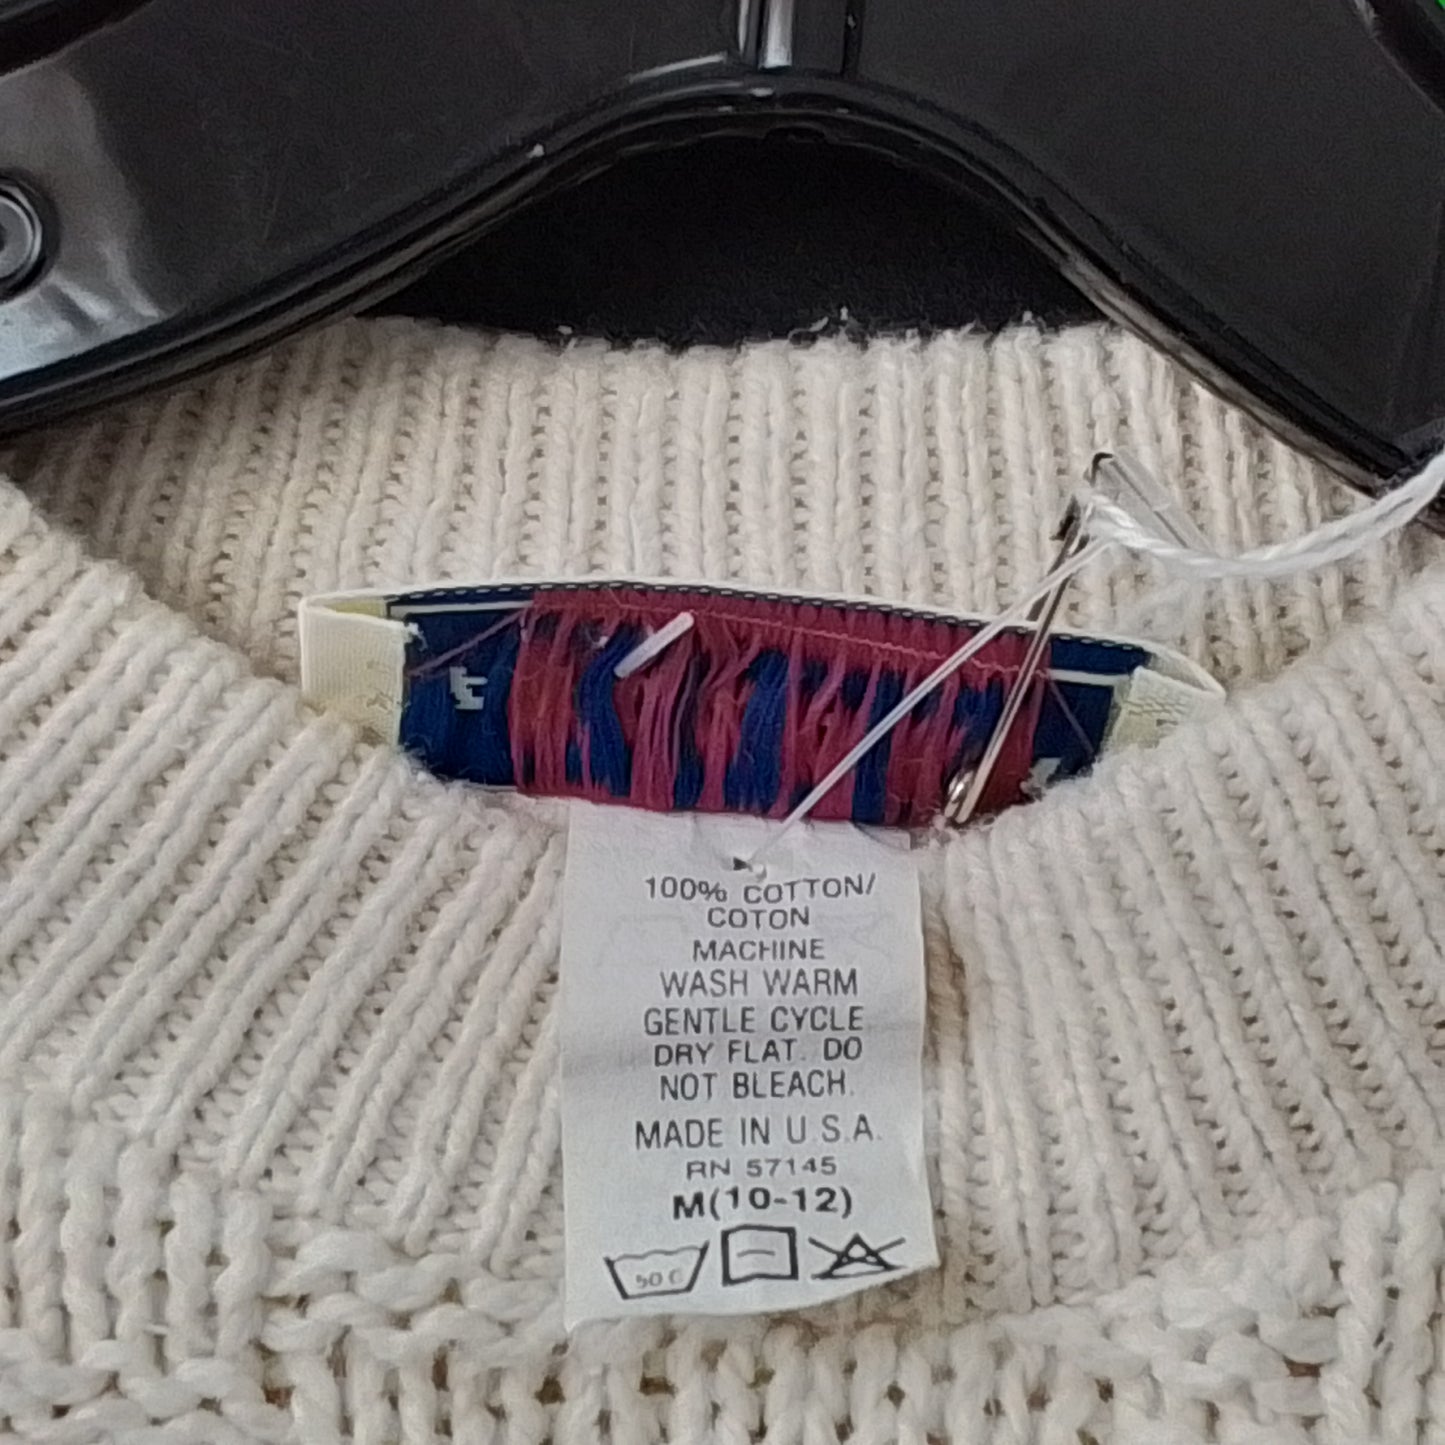 100% COTTON/
COTON
MACHINE
WASH WARM
GENTLE CYCLE
DRY FLAT. DO
NOT BLEACH.
MADE IN U.S.A.
RN 57145
M(10-12)
50 C